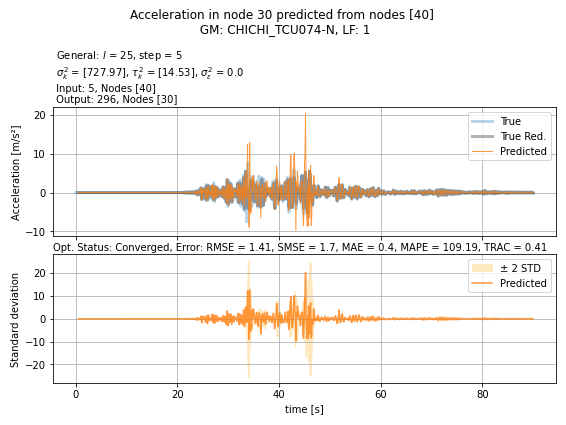 Acceleration in node 30 predicted from nodes [40]
GM: CHICHI_TCU074-N, LF: 1
General: l = 25, step = 5
σ²ₖ = [727.97], τ²ₖ = [14.53], σ²_ε = 0.0
Input: 5, Nodes [40]
Output: 296, Nodes [30]
Acceleration [m/s²]
20
10
0
−10
True
True Red.
Predicted
Opt. Status: Converged, Error: RMSE = 1.41, SMSE = 1.7, MAE = 0.4, MAPE = 109.19, TRAC = 0.41
Standard deviation
20
10
0
−10
−20
± 2 STD
Predicted
0 20 40 60 80
time [s]